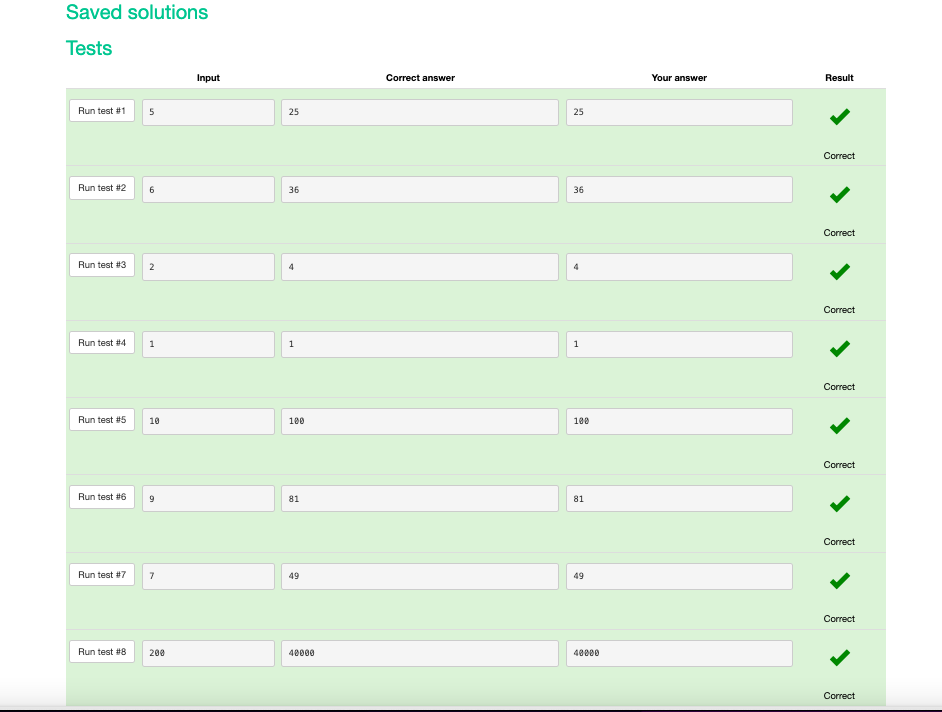 Saved solutions
Tests
Input Correct answer Your answer Result
Run test #1 5 25 25
Correct
Run test #2 6 36 36
Correct
Run test #3 2 4 4
Correct
Run test #4 1 1 1
Correct
Run test #5 10 100 100
Correct
Run test #6 9 81 81
Correct
Run test #7 7 49 49
Correct
Run test #8 200 40000 40000
Correct